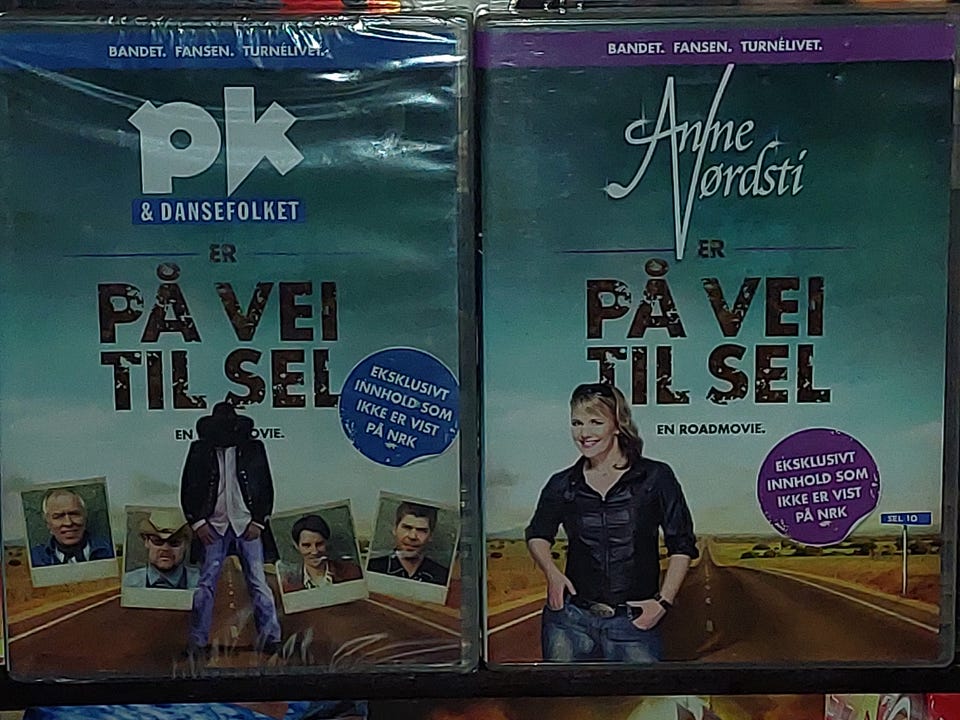 BANDET. FANSEN. TURNÉLIVET.
pk
& DANSEFOLKET
ER
PÅ VEI
TIL SEL
EN ROADMOVIE.
EKSKLUSIVT
INNHOLD SOM
IKKE ER VIST
PÅ NRK
BANDET. FANSEN. TURNÉLIVET.
Anne
Nørdsti
ER
PÅ VEI
TIL SEL
EN ROADMOVIE.
EKSKLUSIVT
INNHOLD SOM
IKKE ER VIST
PÅ NRK
SEL 10